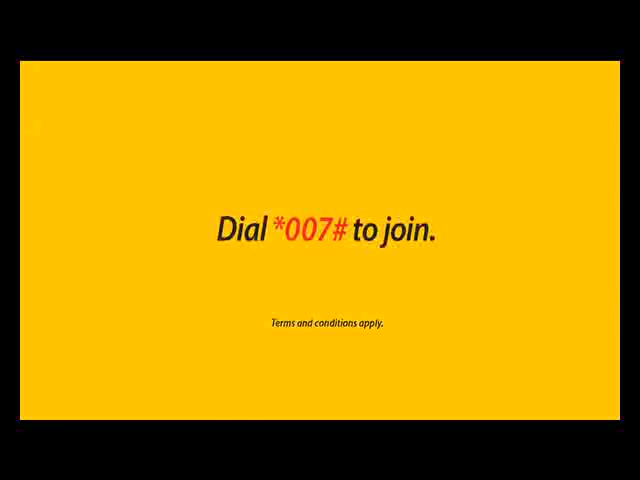 Dial *007# to join.
Terms and conditions apply.